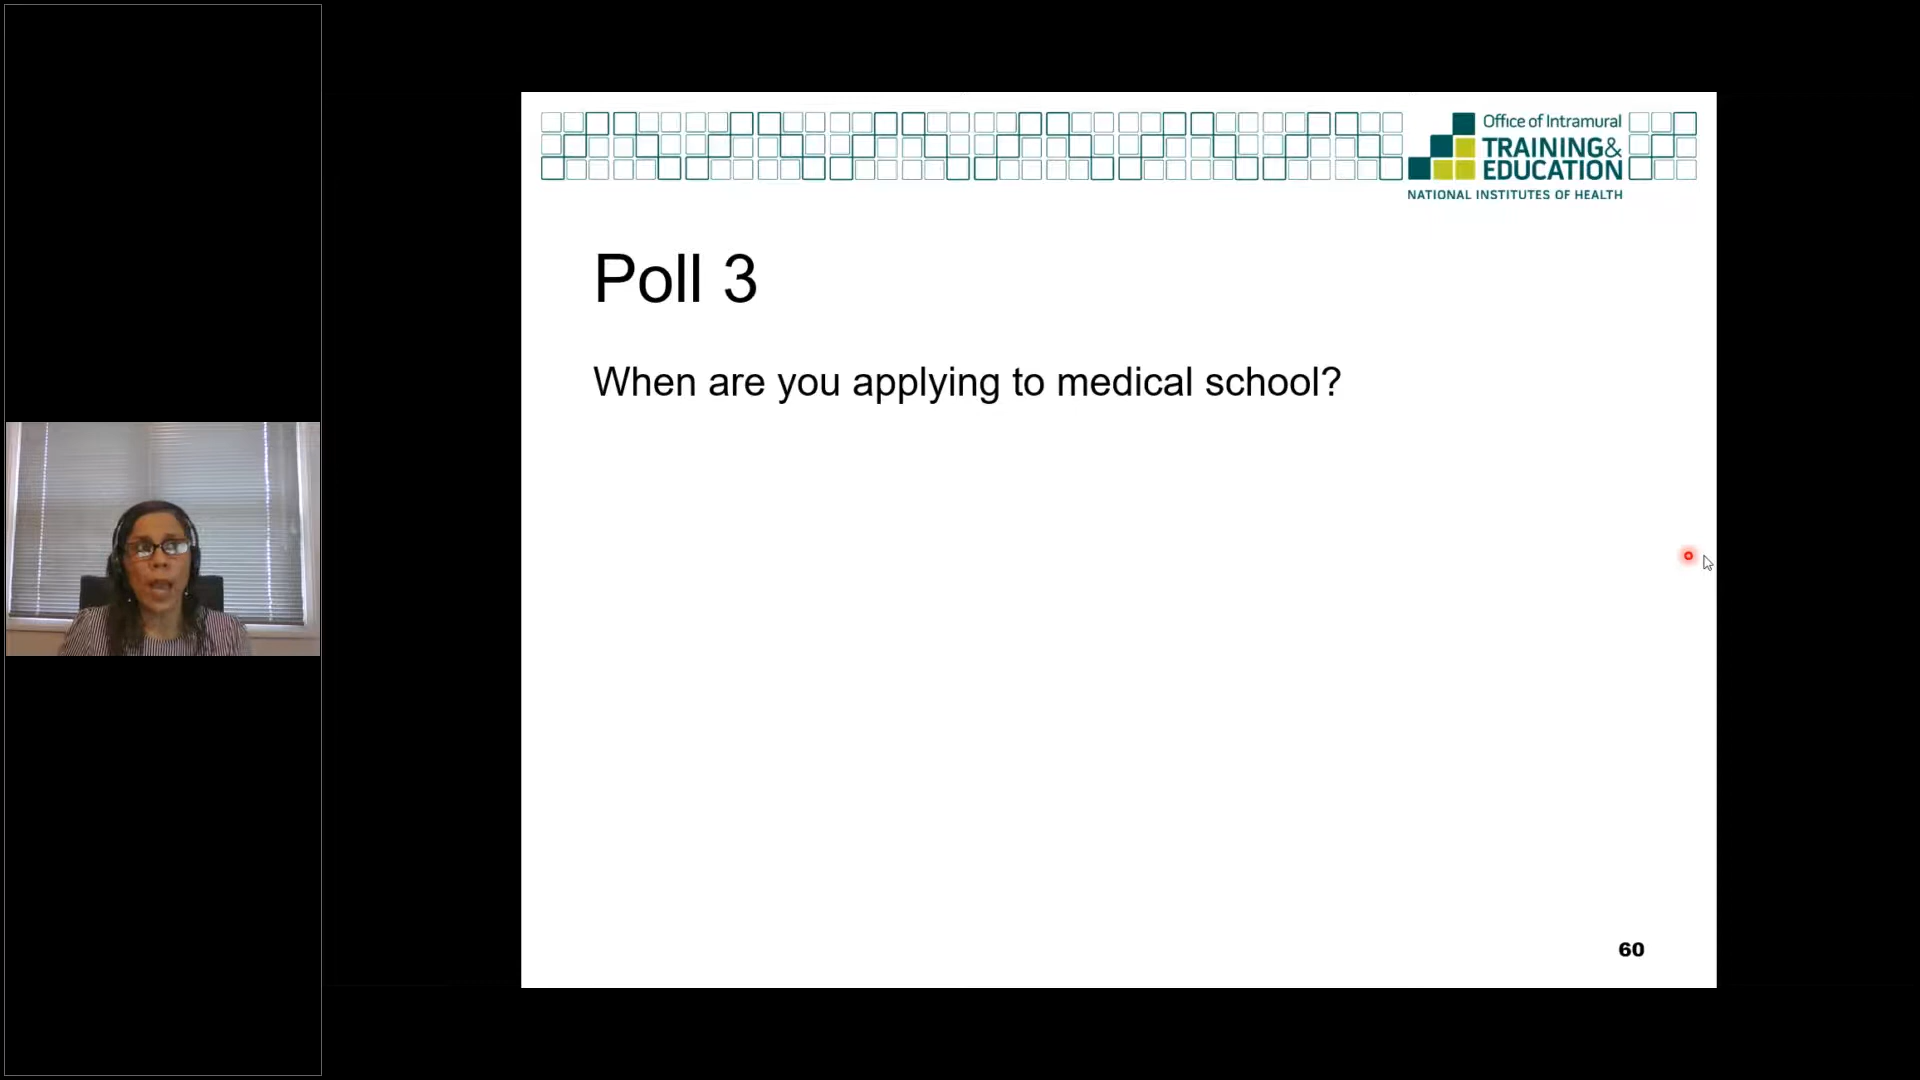 Office of Intramural
TRAINING&
EDUCATION
NATIONAL INSTITUTES OF HEALTH
Poll 3
When are you applying to medical school?
60